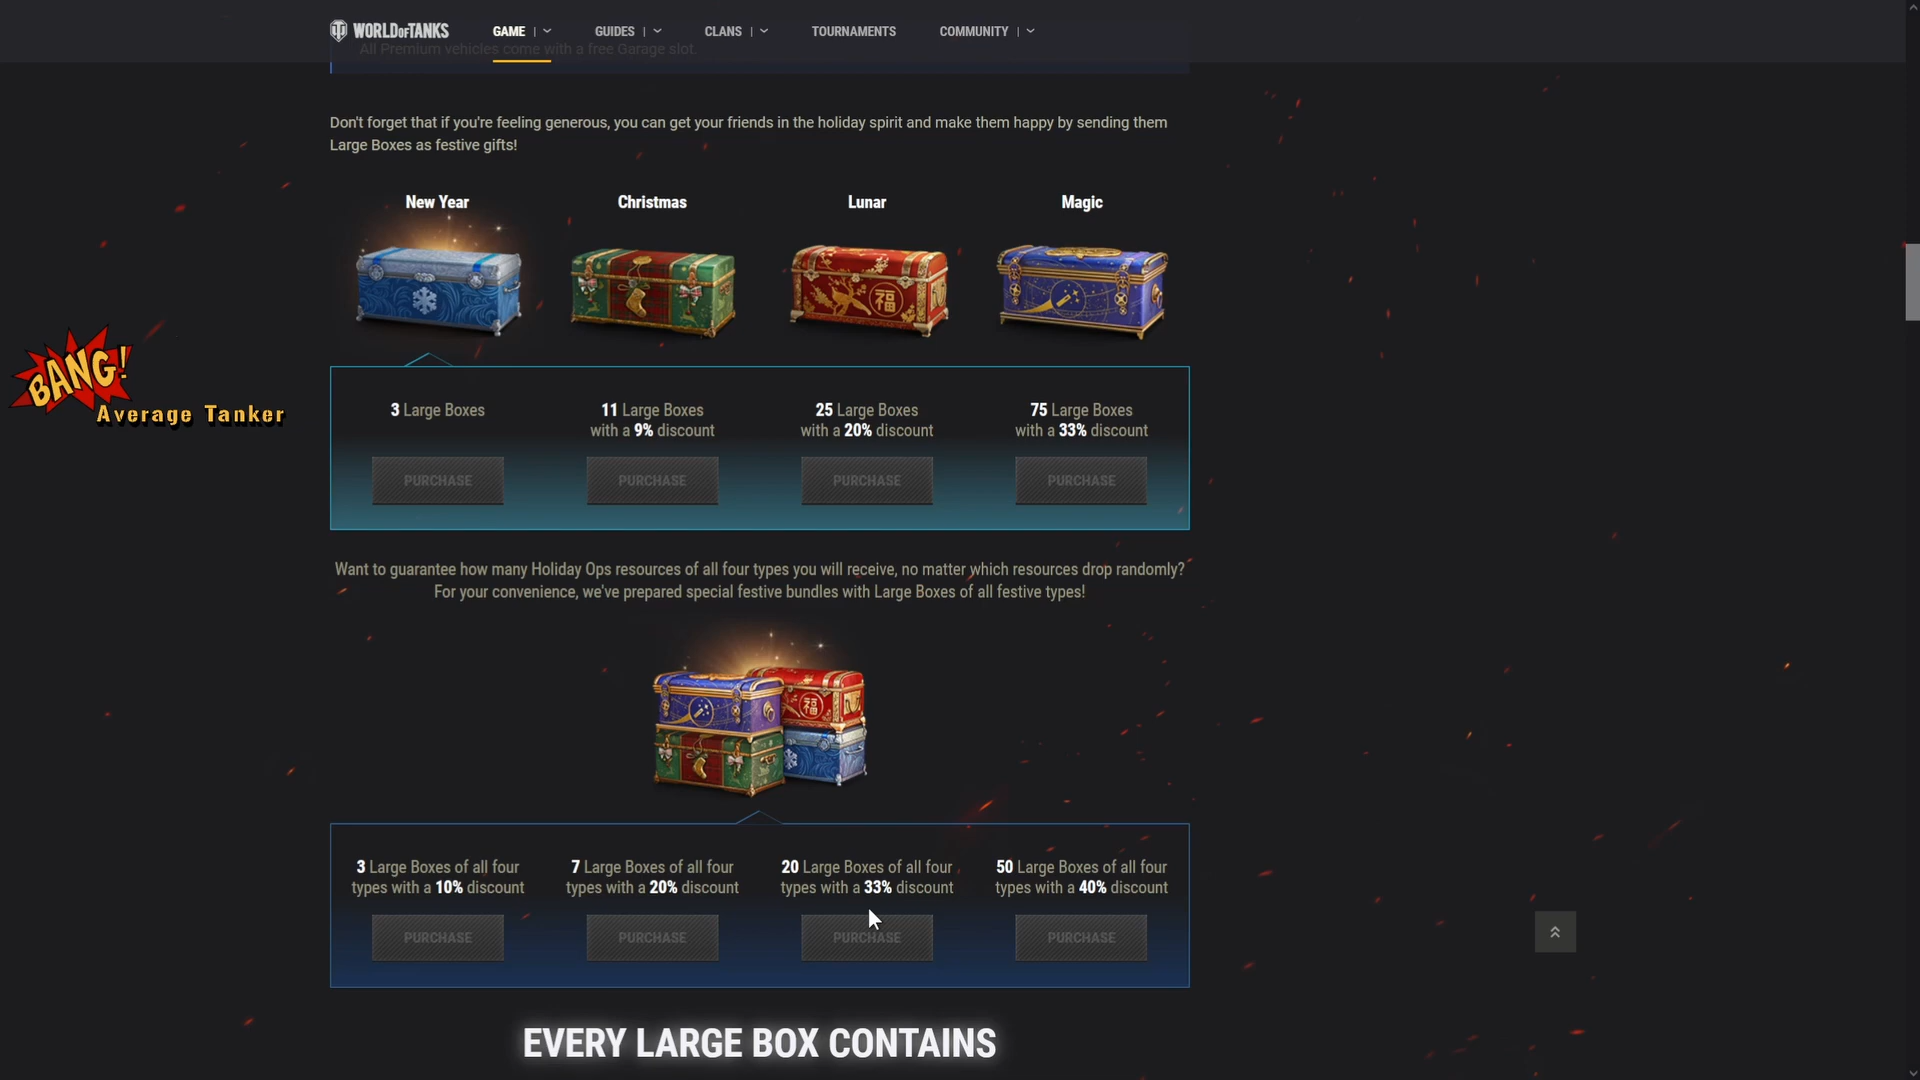 WORLD OF TANKS
GAME
GUIDES
CLANS
TOURNAMENTS
COMMUNITY
All Premium vehicles come with a free Garage slot.
Don't forget that if you're feeling generous, you can get your friends in the holiday spirit and make them happy by sending them
Large Boxes as festive gifts!
New Year
Christmas
Lunar
Magic
福
BANG!
Average Tanker
3 Large Boxes
11 Large Boxes
with a 9% discount
25 Large Boxes
with a 20% discount
75 Large Boxes
with a 33% discount
PURCHASE
PURCHASE
PURCHASE
PURCHASE
Want to guarantee how many Holiday Ops resources of all four types you will receive, no matter which resources drop randomly?
For your convenience, we've prepared special festive bundles with Large Boxes of all festive types!
福
3 Large Boxes of all four
types with a 10% discount
7 Large Boxes of all four
types with a 20% discount
20 Large Boxes of all four
types with a 33% discount
50 Large Boxes of all four
types with a 40% discount
PURCHASE
PURCHASE
PURCHASE
PURCHASE
EVERY LARGE BOX CONTAINS